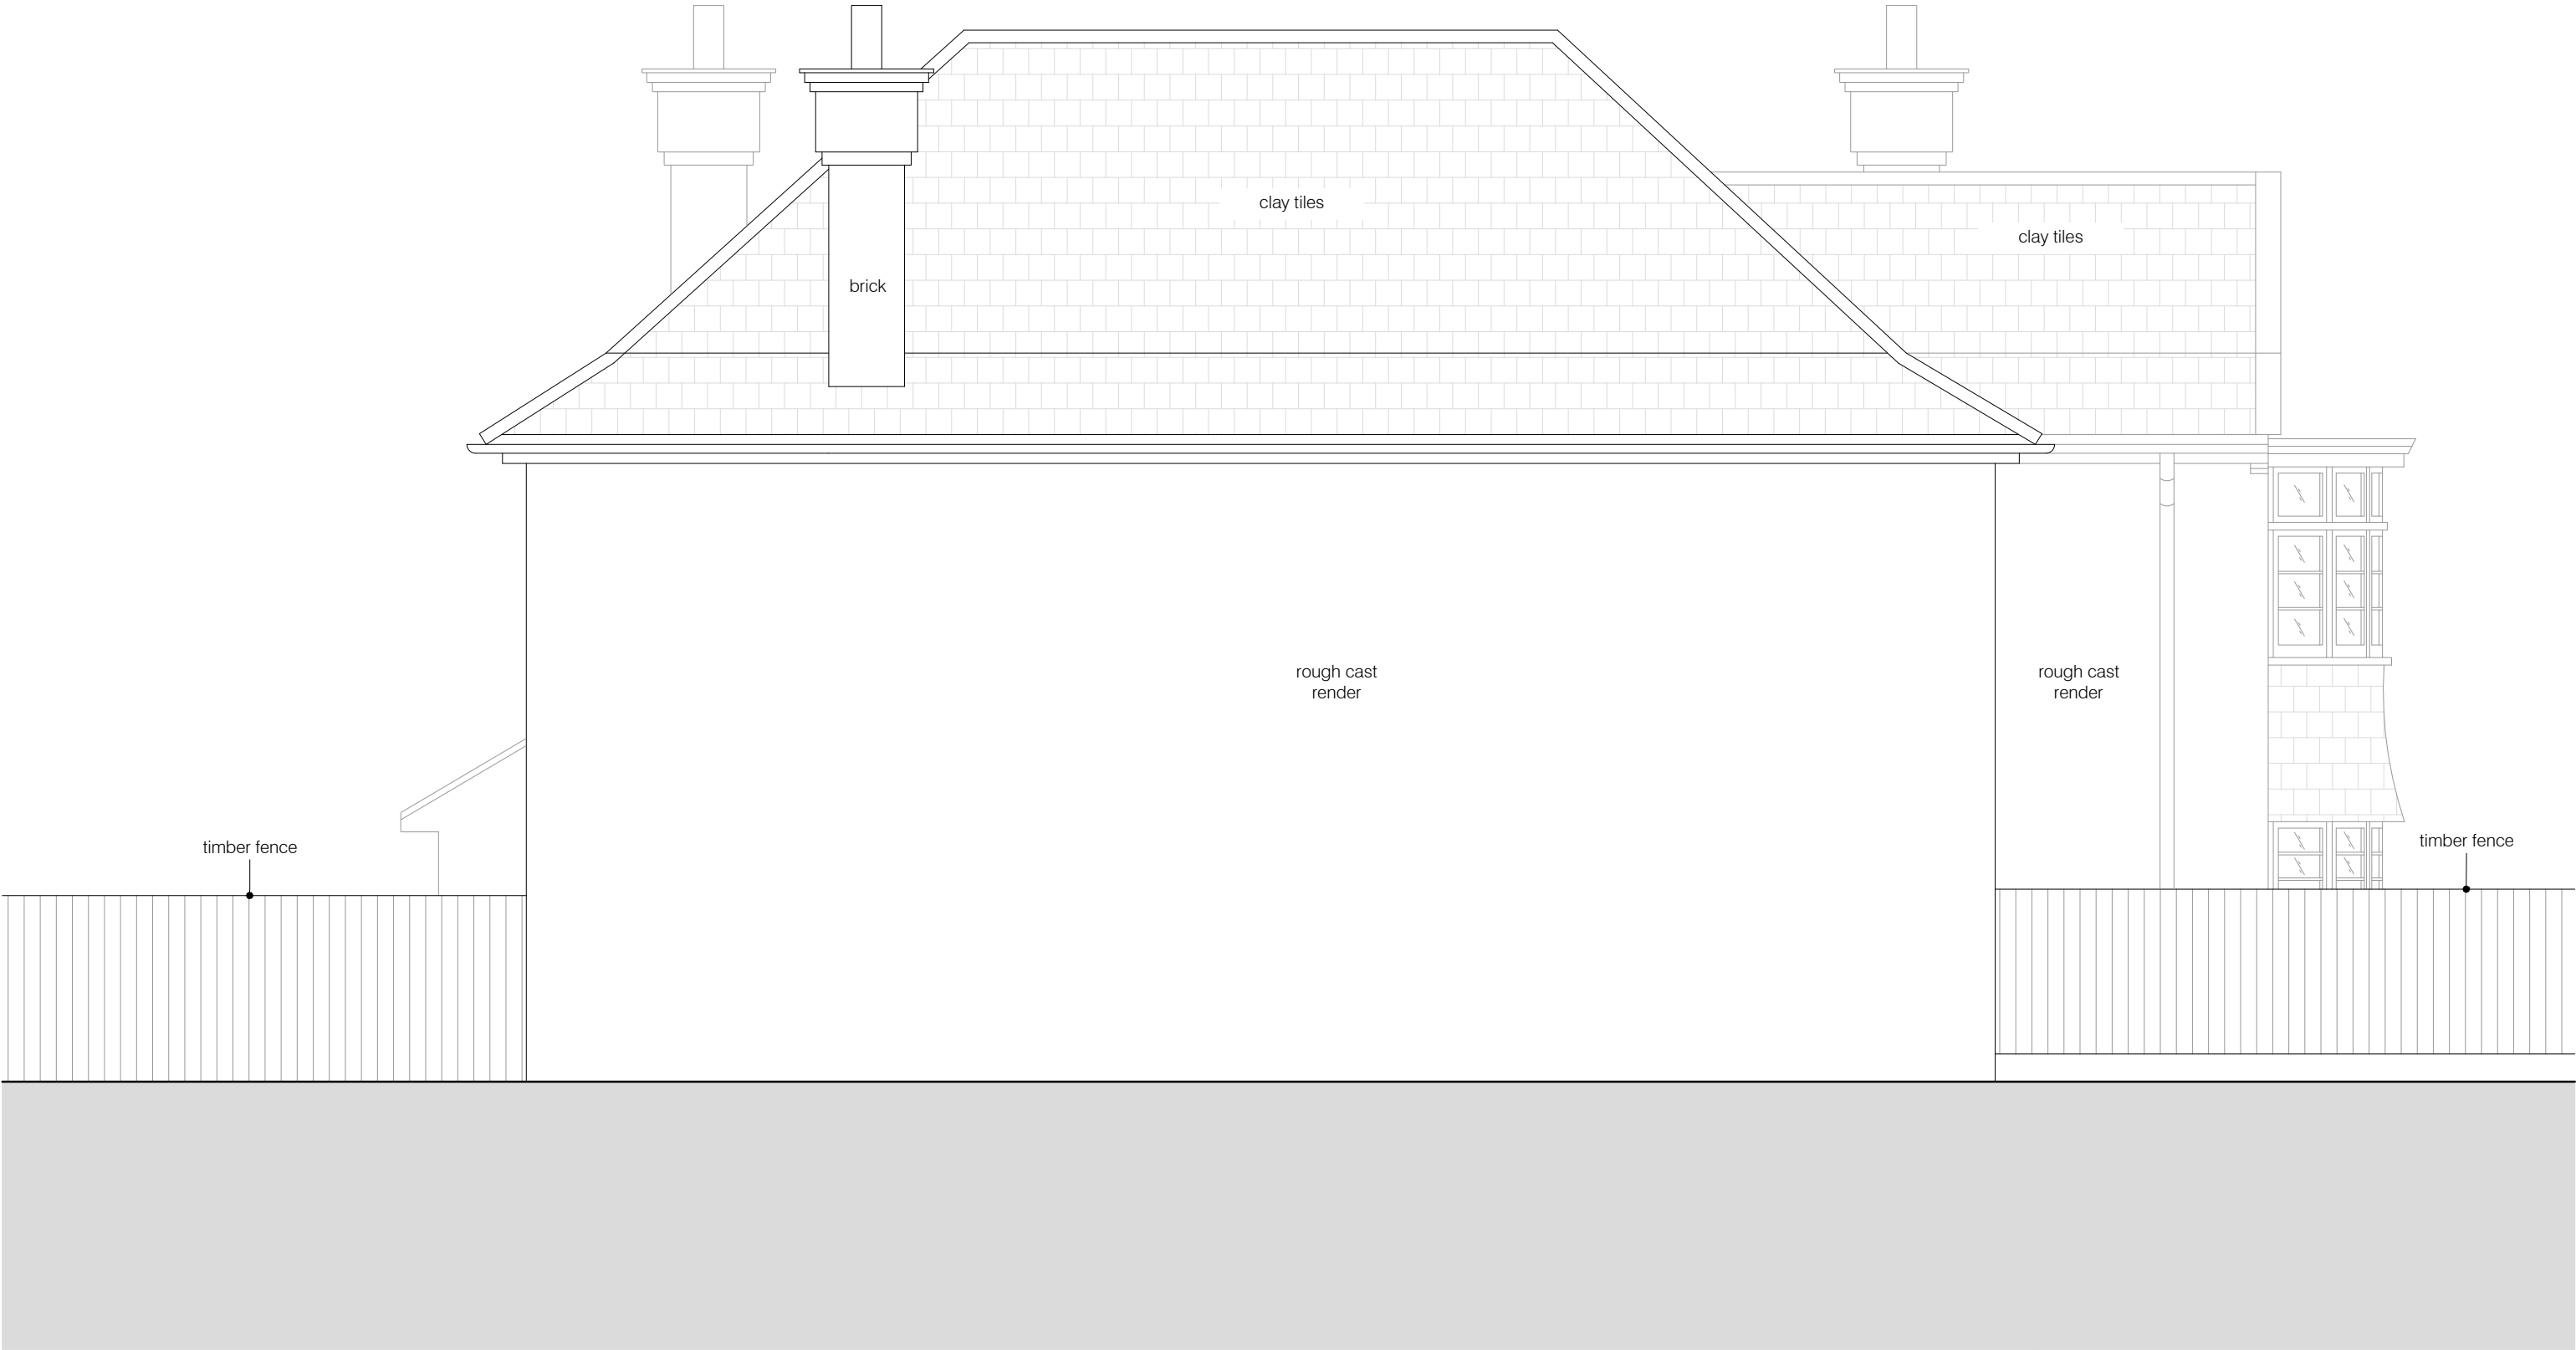 clay tiles
clay tiles
brick
rough cast
render
rough cast
render
timber fence
timber fence